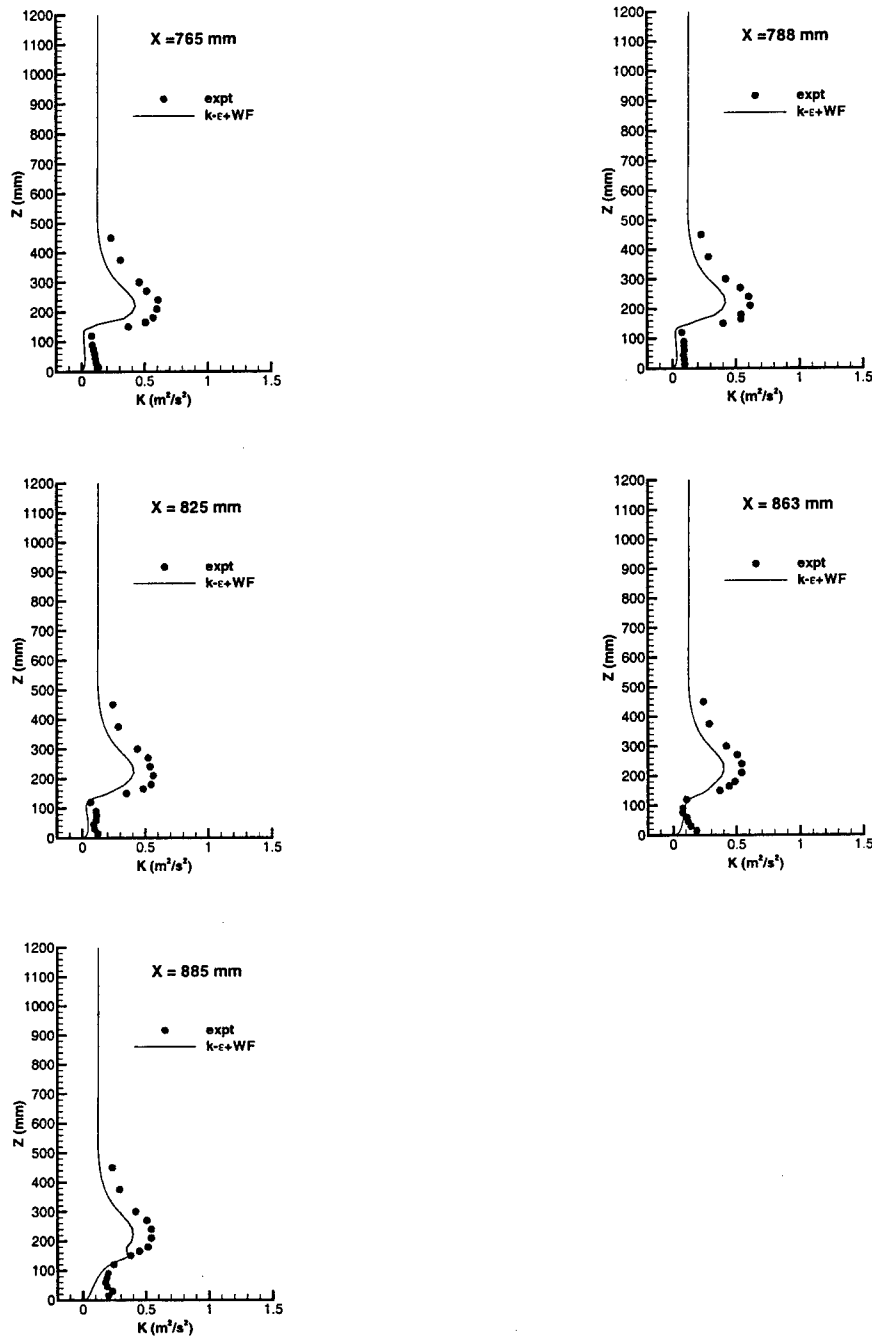 X =765 mm
expt
k-ε+WF
Z (mm)
1200
1100
1000
900
800
700
600
500
400
300
200
100
0
0 0.5 1 1.5
K (m²/s²)
X =788 mm
expt
k-ε+WF
Z (mm)
1200
1100
1000
900
800
700
600
500
400
300
200
100
0
0 0.5 1 1.5
K (m²/s²)
X = 825 mm
expt
k-ε+WF
Z (mm)
1200
1100
1000
900
800
700
600
500
400
300
200
100
0
0 0.5 1 1.5
K (m²/s²)
X = 863 mm
expt
k-ε+WF
Z (mm)
1200
1100
1000
900
800
700
600
500
400
300
200
100
0
0 0.5 1 1.5
K (m²/s²)
X = 885 mm
expt
k-ε+WF
Z (mm)
1200
1100
1000
900
800
700
600
500
400
300
200
100
0
0 0.5 1 1.5
K (m²/s²)